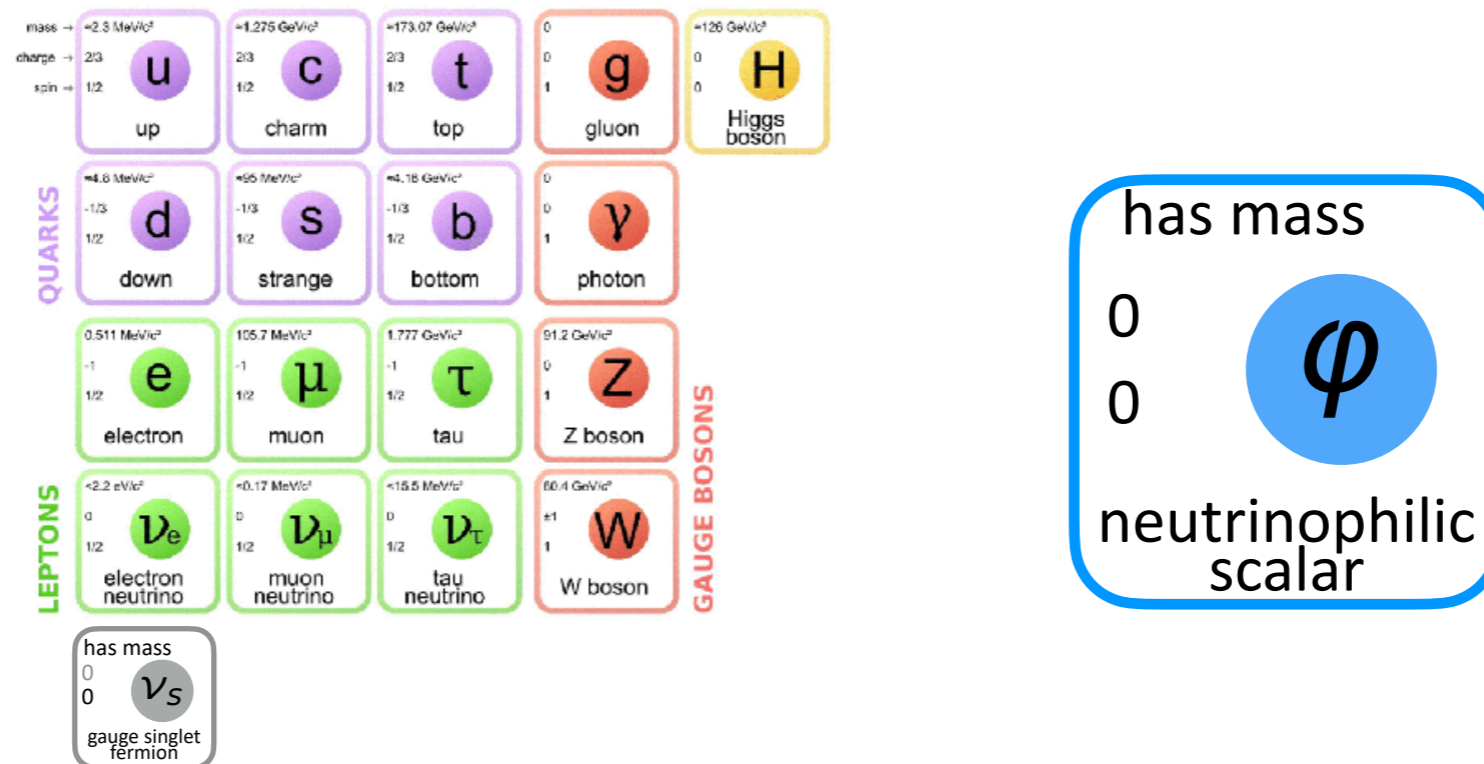 mass → ≈2.3 MeV/c²
charge → 2/3
spin → 1/2
u
up
≈1.275 GeV/c²
2/3
1/2
c
charm
≈173.07 GeV/c²
2/3
1/2
t
top
0
0
1
g
gluon
≈126 GeV/c²
0
0
H
Higgs
boson
QUARKS
≈4.8 MeV/c²
-1/3
1/2
d
down
≈95 MeV/c²
-1/3
1/2
s
strange
≈4.18 GeV/c²
-1/3
1/2
b
bottom
0
0
1
γ
photon
0.511 MeV/c²
-1
1/2
e
electron
105.7 MeV/c²
-1
1/2
μ
muon
1.777 GeV/c²
-1
1/2
τ
tau
91.2 GeV/c²
0
1
Z
Z boson
GAUGE BOSONS
LEPTONS
<2.2 eV/c²
0
1/2
νe
electron
neutrino
<0.17 MeV/c²
0
1/2
νμ
muon
neutrino
<15.5 MeV/c²
0
1/2
ντ
tau
neutrino
80.4 GeV/c²
±1
1
W
W boson
has mass
0
0
νs
gauge singlet
fermion
has mass
0
0
φ
neutrinophilic
scalar